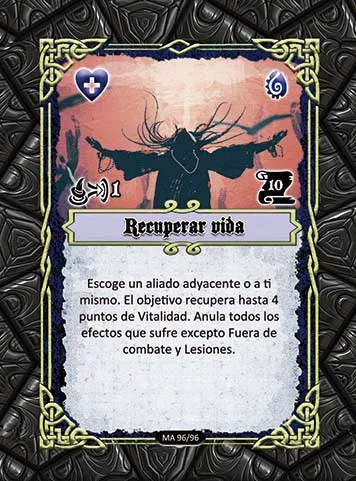 1
10
Recuperar vida
Escoge un aliado adyacente o a ti
mismo. El objetivo recupera hasta 4
puntos de Vitalidad. Anula todos los
efectos que sufre excepto Fuera de
combate y Lesiones.
MA 96/96